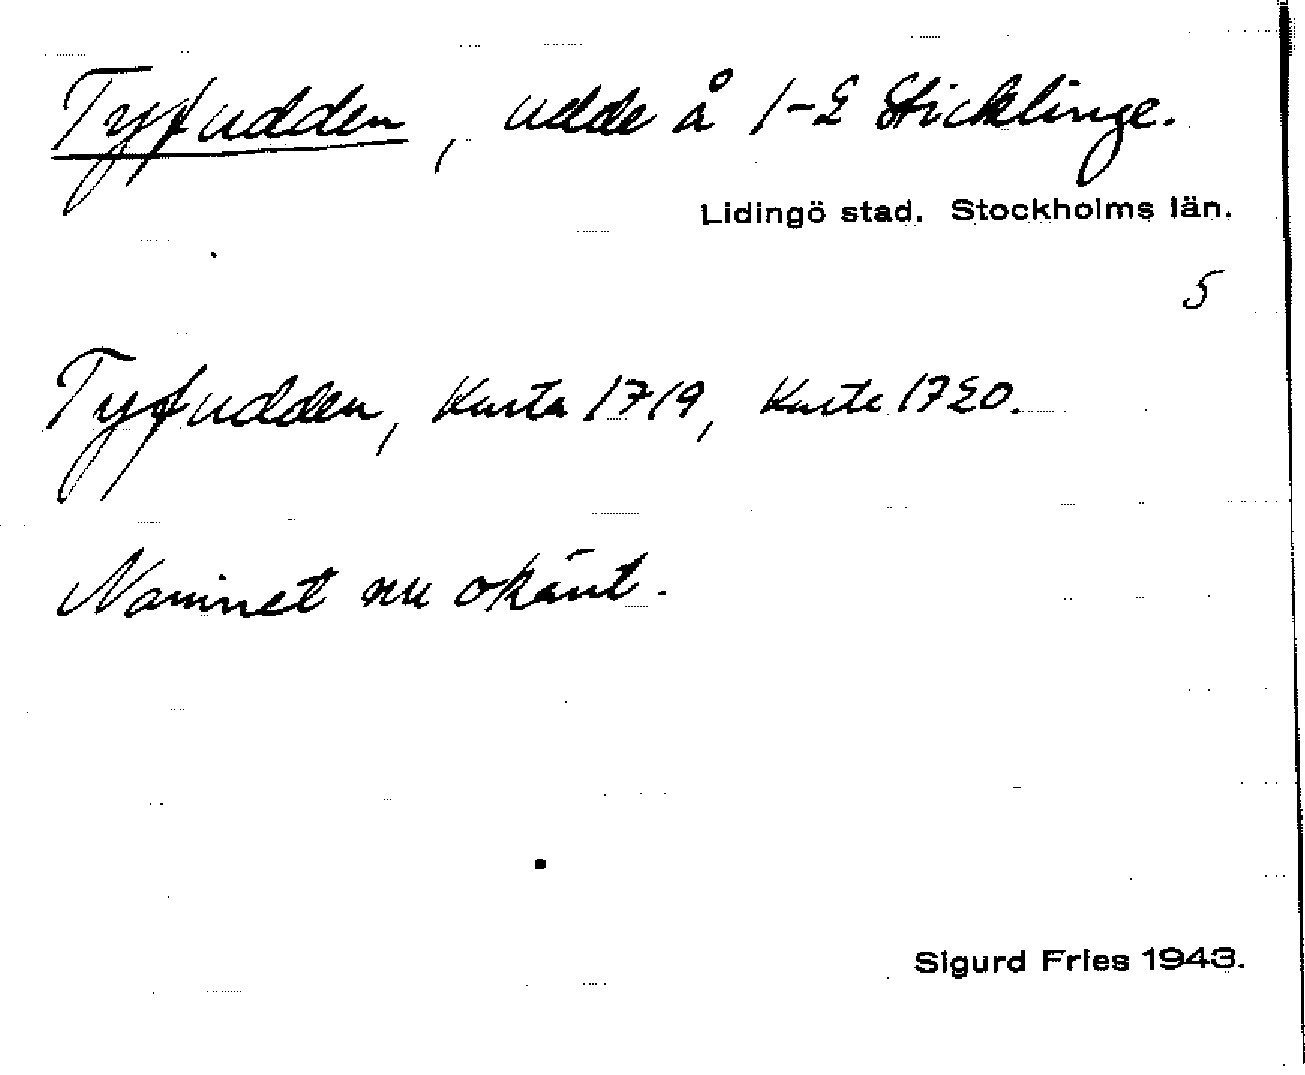 Tyfudden, udde å 1-2 Sticklinge.
Lidingö stad. Stockholms län.
5
Tyfudden, Karta 1719, Karta 1720.
Namnet nu okänt.
Sigurd Fries 1943.